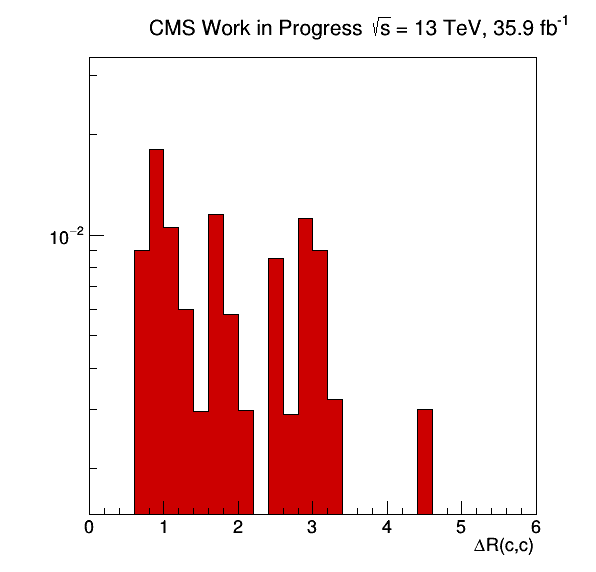 CMS Work in Progress √s = 13 TeV, 35.9 fb⁻¹
10⁻²
0 1 2 3 4 5 6
ΔR(c,c)